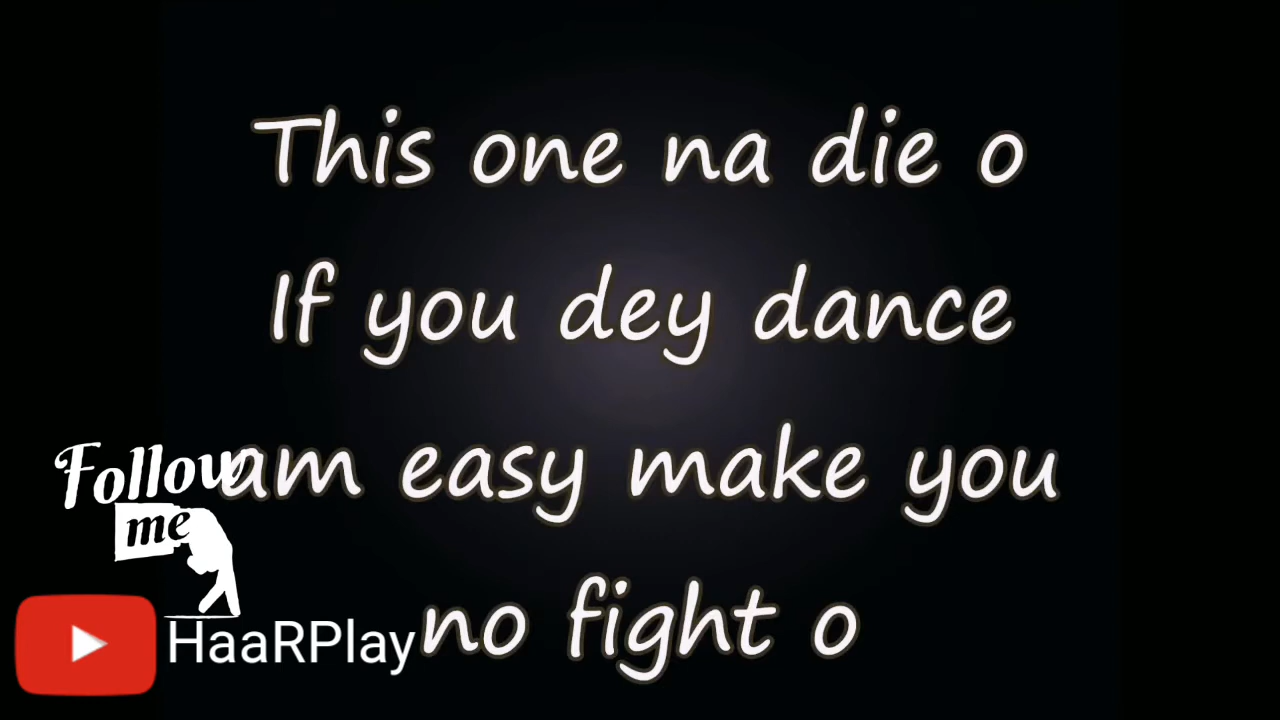 This one na die o
If you dey dance
am easy make you
no fight o
Follow
me
HaaRPlay